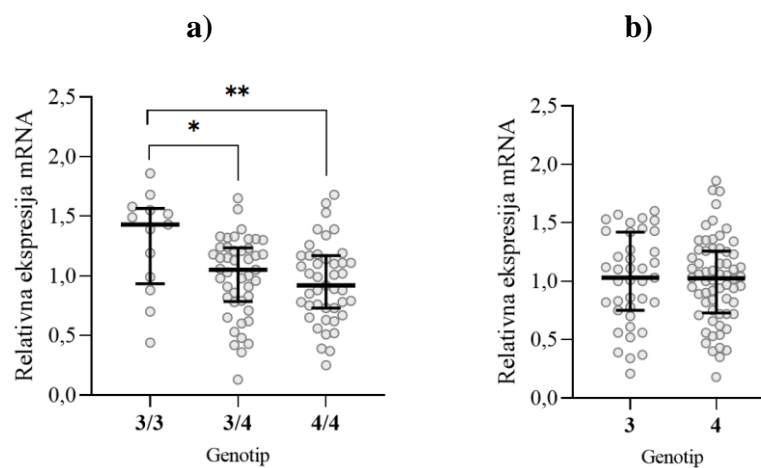 a)
Relativna ekspresija mRNA
2,5
2,0
1,5
1,0
0,5
0,0
**
*
3/3 3/4 4/4
Genotip
b)
Relativna ekspresija mRNA
2,5
2,0
1,5
1,0
0,5
0,0
3 4
Genotip